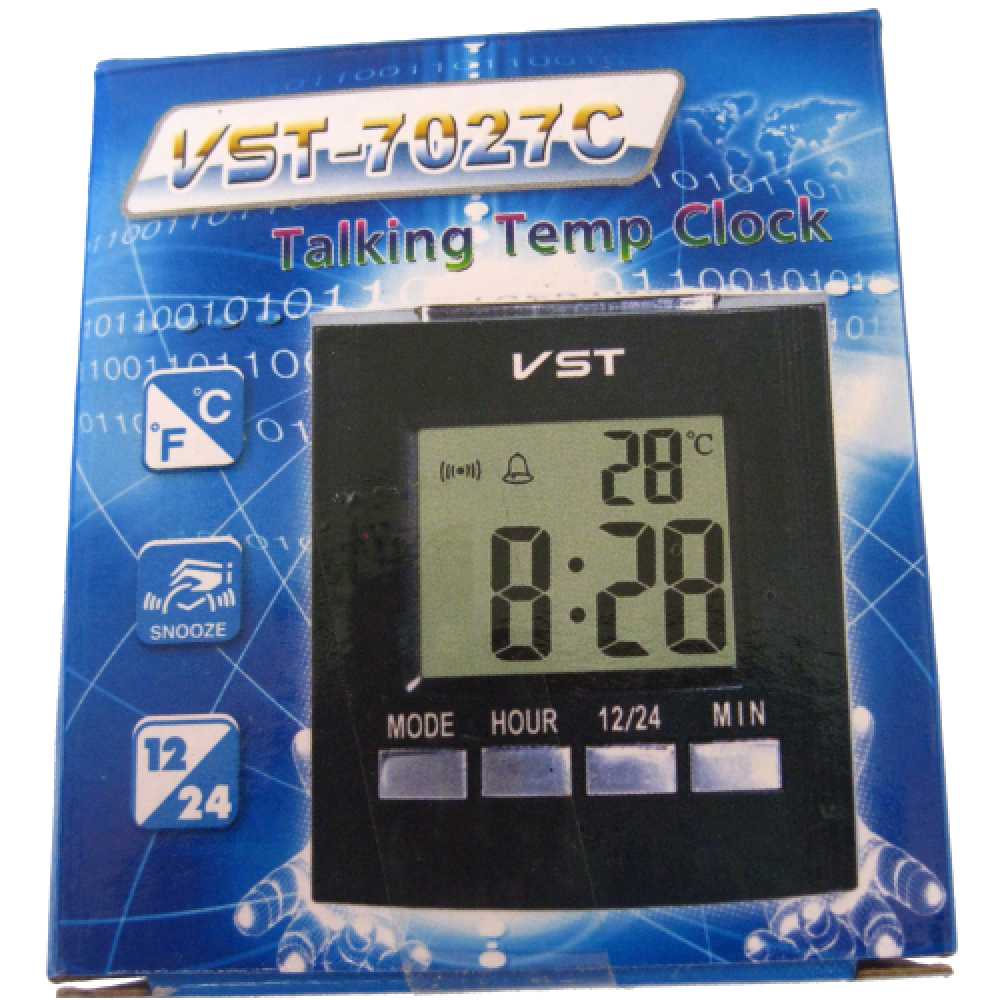 VST-7027C
Talking Temp Clock
VST
°C
°F
28°C
8:28
SNOOZE
MODE HOUR 12/24 MIN
12
24